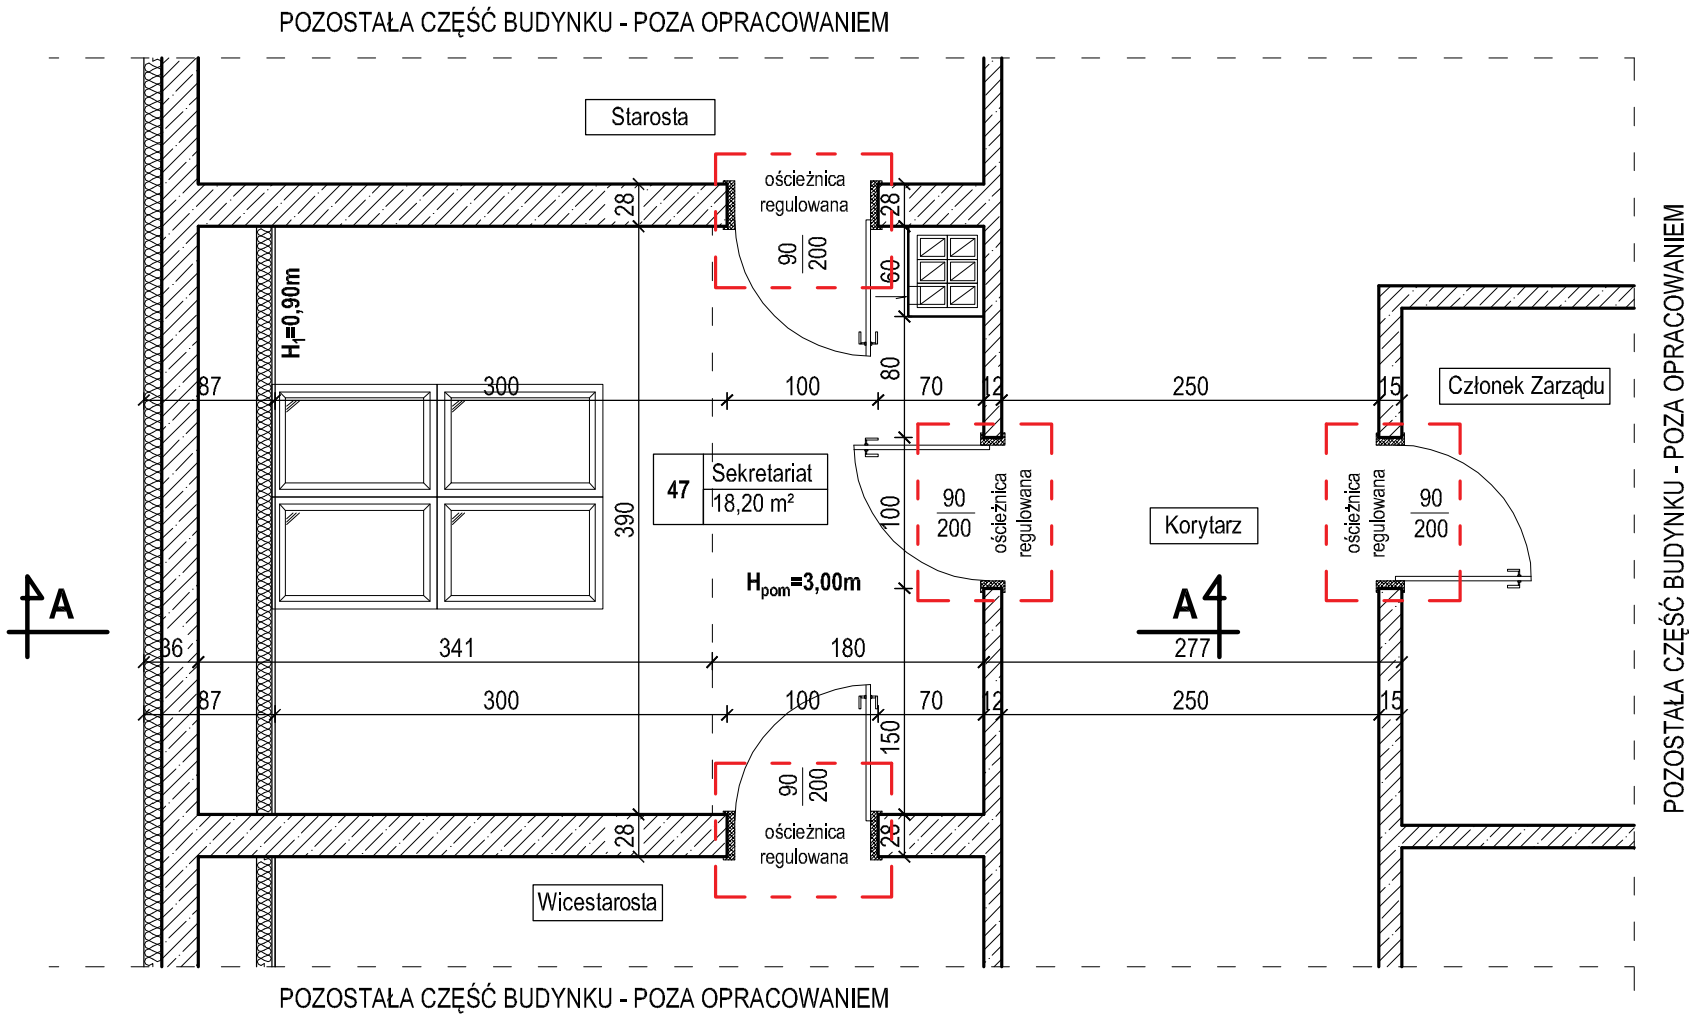 POZOSTAŁA CZĘŚĆ BUDYNKU - POZA OPRACOWANIEM
Starosta
ościeżnica
regulowana
28
28
90
200
60
H1=0,90m
80
87
300
100
70
12
250
15
Członek Zarządu
47
Sekretariat
18,20 m²
390
100
90
200
ościeżnica
regulowana
Korytarz
ościeżnica
regulowana
90
200
Hpom=3,00m
A
A
36
341
180
277
87
300
100
70
12
250
15
150
90
200
28
ościeżnica
regulowana
28
Wicestarosta
POZOSTAŁA CZĘŚĆ BUDYNKU - POZA OPRACOWANIEM
POZOSTAŁA CZĘŚĆ BUDYNKU - POZA OPRACOWANIEM